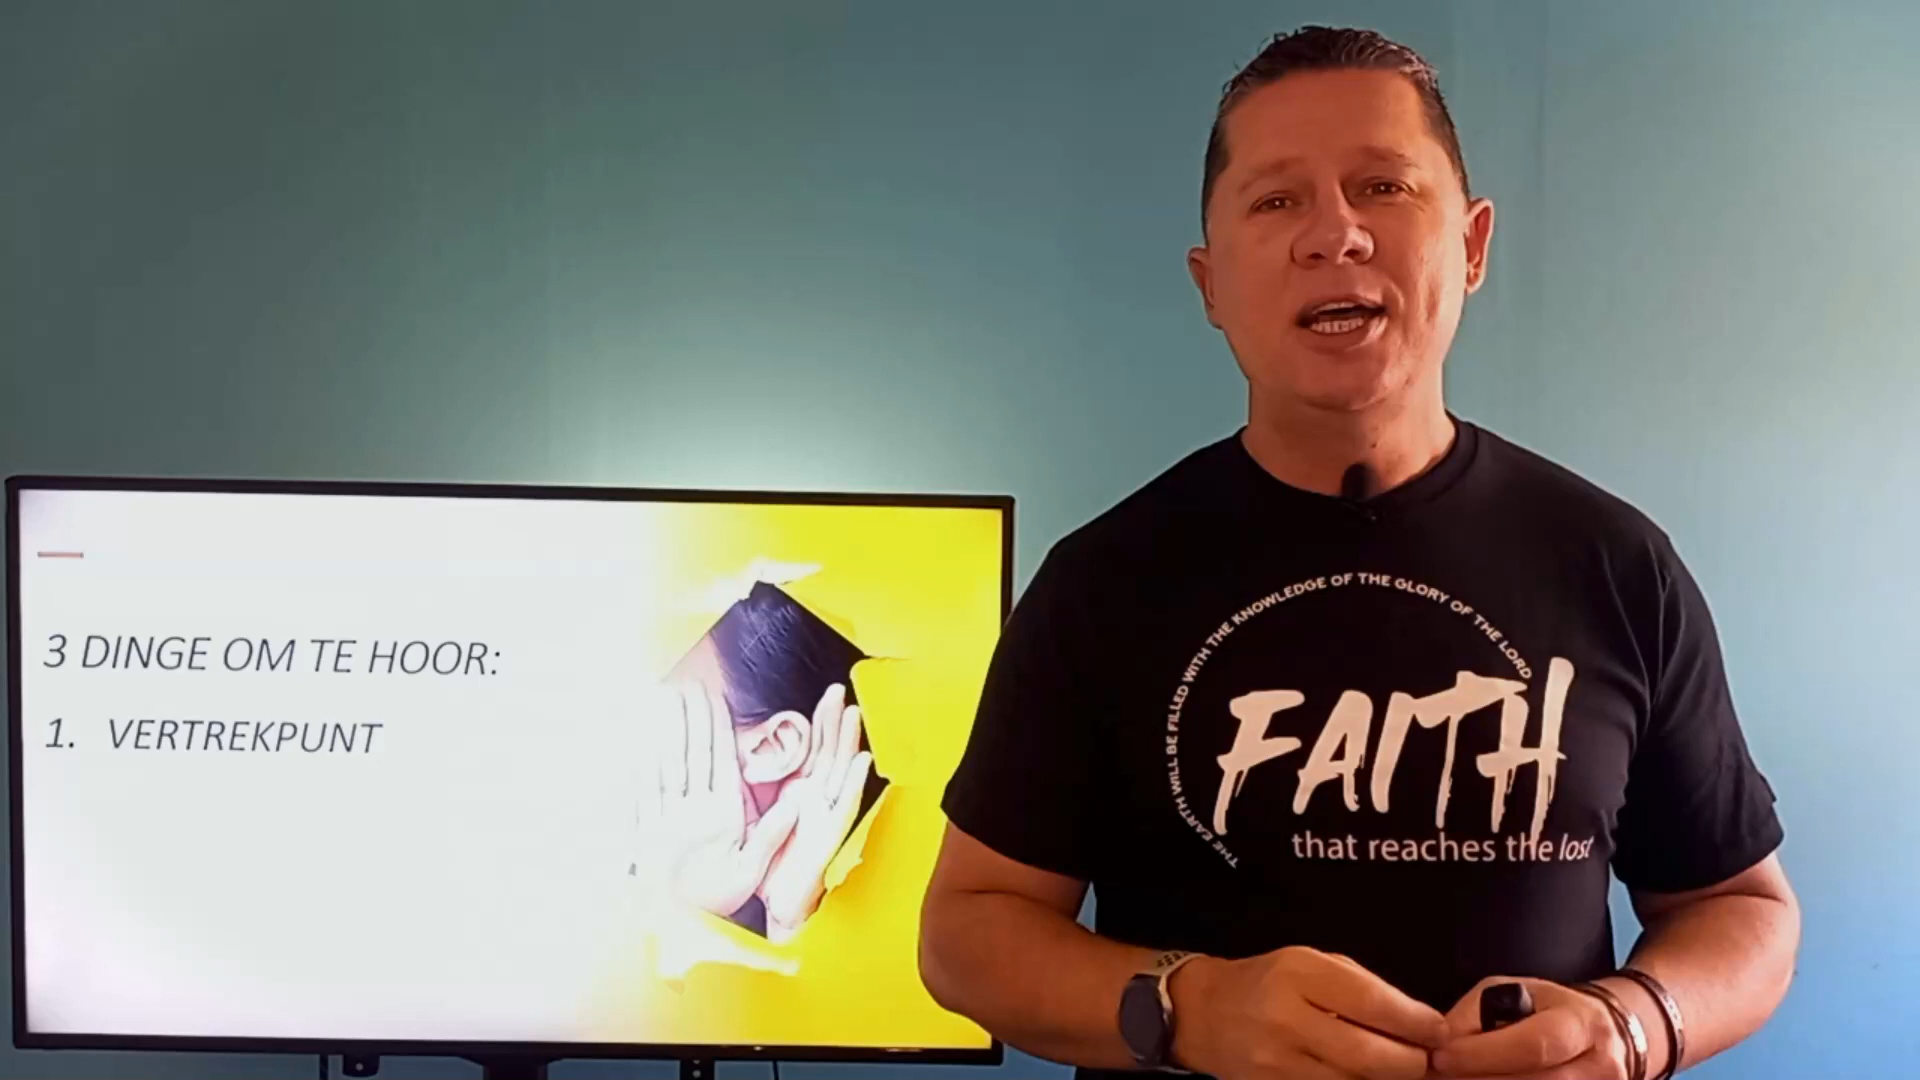 3 DINGE OM TE HOOR:
1. VERTREKPUNT
THE EARTH WILL BE FILLED WITH THE KNOWLEDGE OF THE GLORY OF THE LORD
FAITH
that reaches the lost